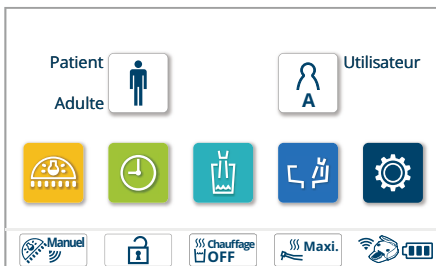 Patient
Utilisateur
Adulte
A
Manuel
Chauffage
OFF
Maxi.